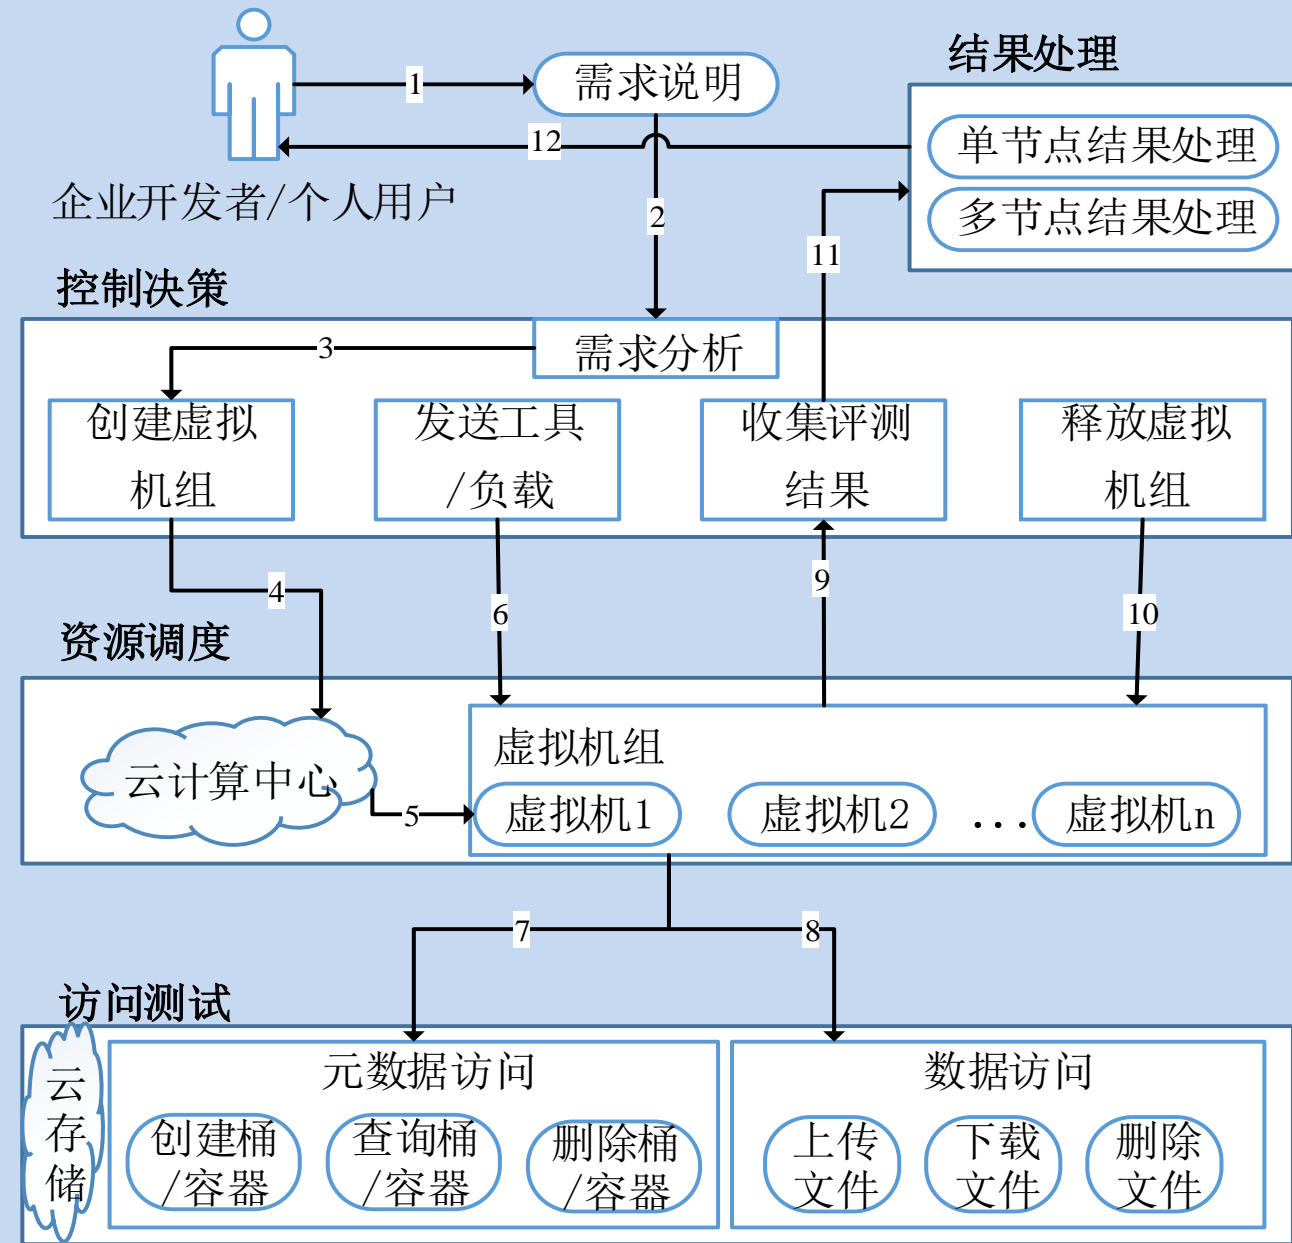 结果处理
1
需求说明
12
单节点结果处理
企业开发者/个人用户
2
多节点结果处理
11
控制决策
3
需求分析
创建虚拟
机组
发送工具
/负载
收集评测
结果
释放虚拟
机组
4
6
9
10
资源调度
虚拟机组
云计算中心
5
虚拟机1
虚拟机2
...
虚拟机n
7
8
访问测试
云
存
储
元数据访问
创建桶
/容器
查询桶
/容器
删除桶
/容器
数据访问
上传
文件
下载
文件
删除
文件